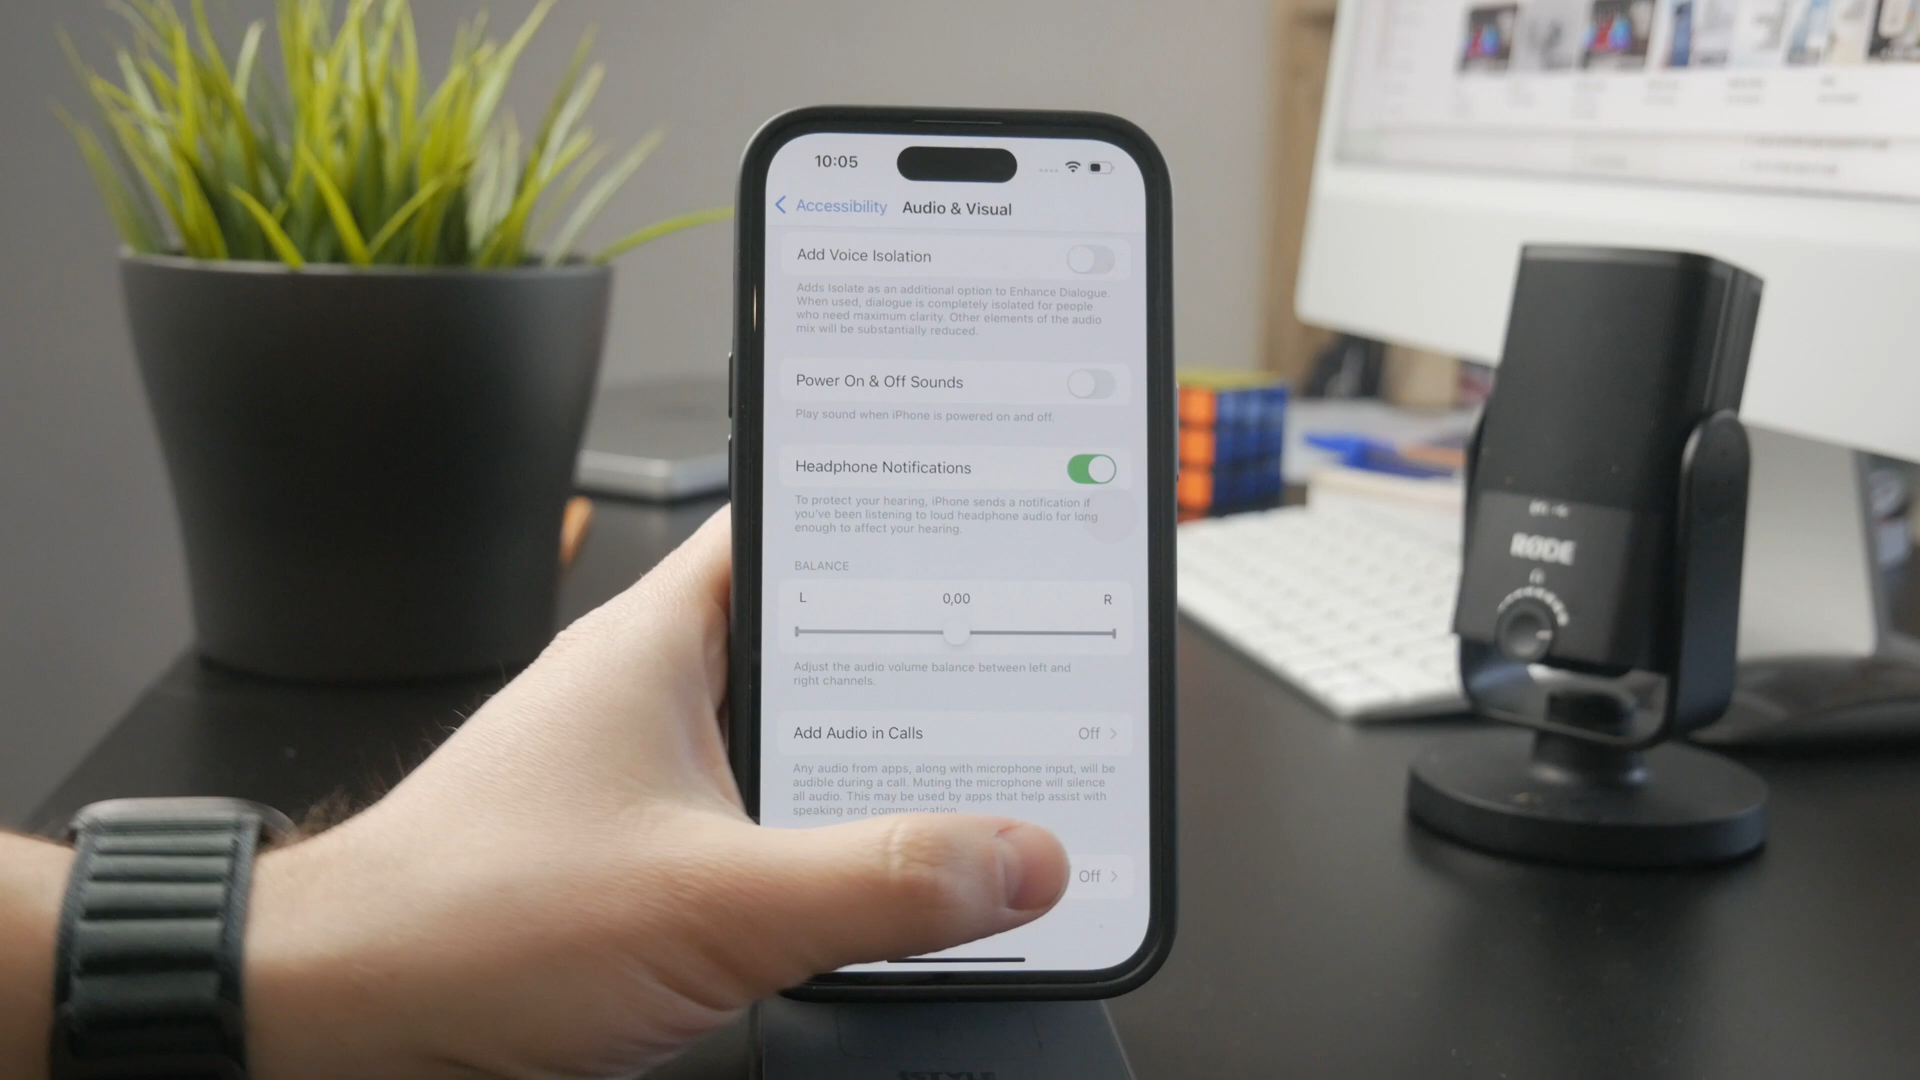 10:05
Accessibility Audio & Visual
Add Voice Isolation
Adds Isolate as an additional option to Enhance Dialogue.
When used, dialogue is completely isolated for people
who need maximum clarity. Other elements of the audio
mix will be substantially reduced.
Power On & Off Sounds
Play sound when iPhone is powered on and off.
Headphone Notifications
To protect your hearing, iPhone sends a notification if
you've been listening to loud headphone audio for long
enough to affect your hearing.
BALANCE
L 0,00 R
Adjust the audio volume balance between left and
right channels.
Add Audio in Calls Off
Any audio from apps, along with microphone input, will be
audible during a call. Muting the microphone will silence
all audio. This may be used by apps that help assist with
speaking and communication.
Off
RØDE
iSTYLE